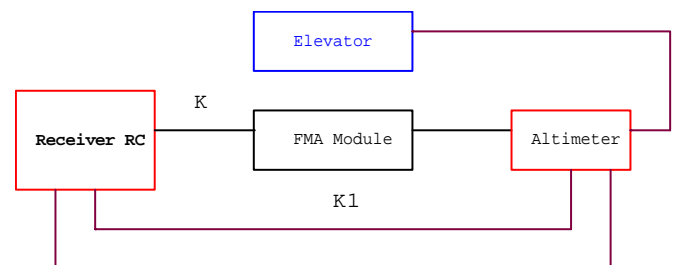 Elevator
K
Receiver RC
FMA Module
Altimeter
K1